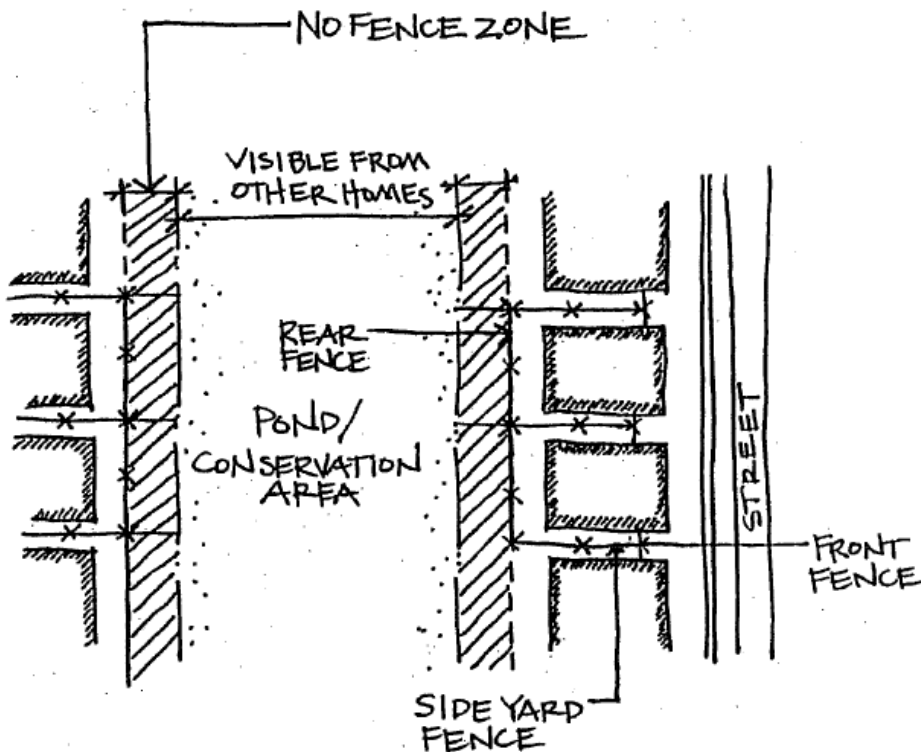 NO FENCE ZONE
VISIBLE FROM
OTHER HOMES
REAR
FENCE
POND/
CONSERVATION
AREA
STREET
FRONT
FENCE
SIDE YARD
FENCE